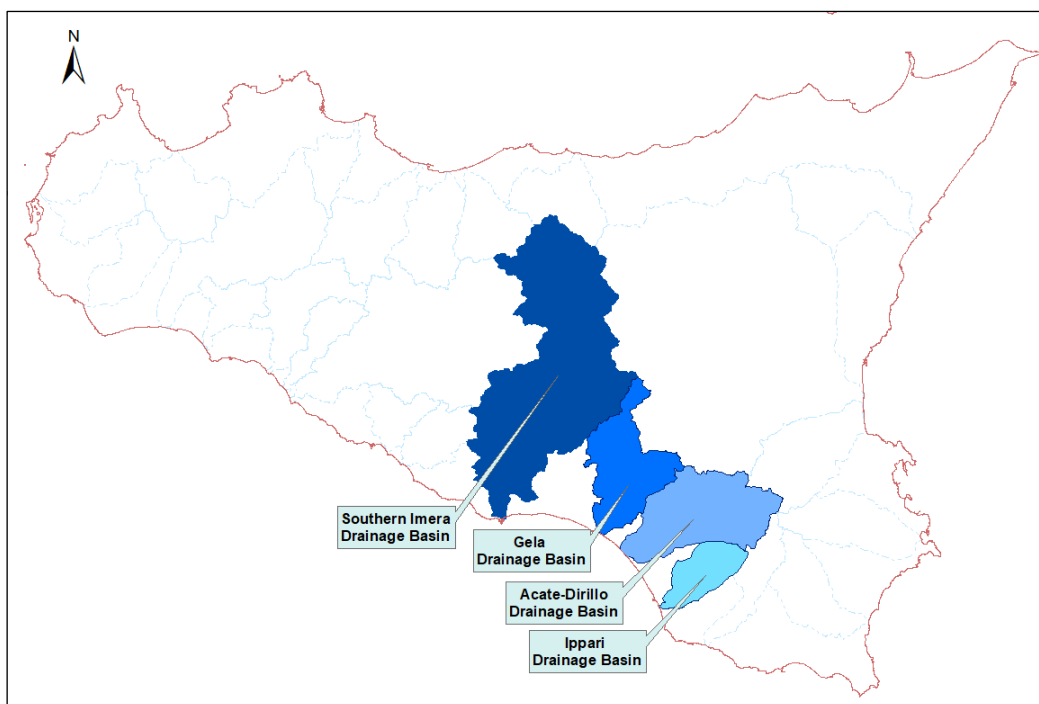 N
Southern Imera
Drainage Basin
Gela
Drainage Basin
Acate-Dirillo
Drainage Basin
Ippari
Drainage Basin